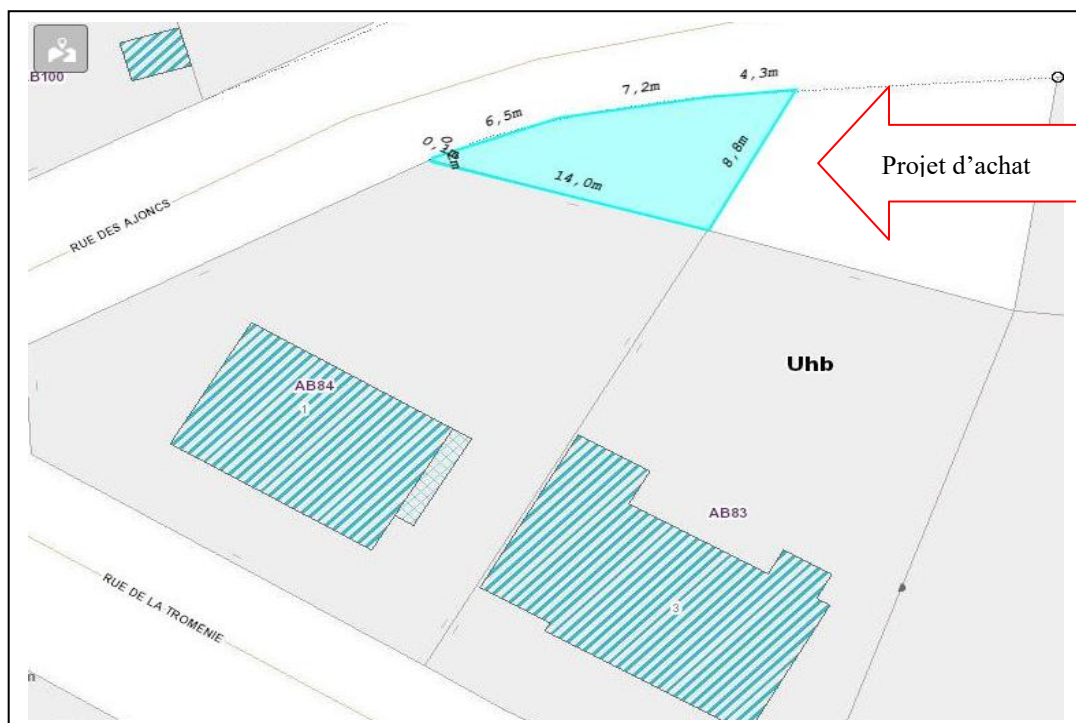 AB100
7,2m
4,3m
6,5m
8,8m
14,0m
Projet d’achat
RUE DES AJONCS
Uhb
AB84
1
AB83
3
RUE DE LA TROMENIE